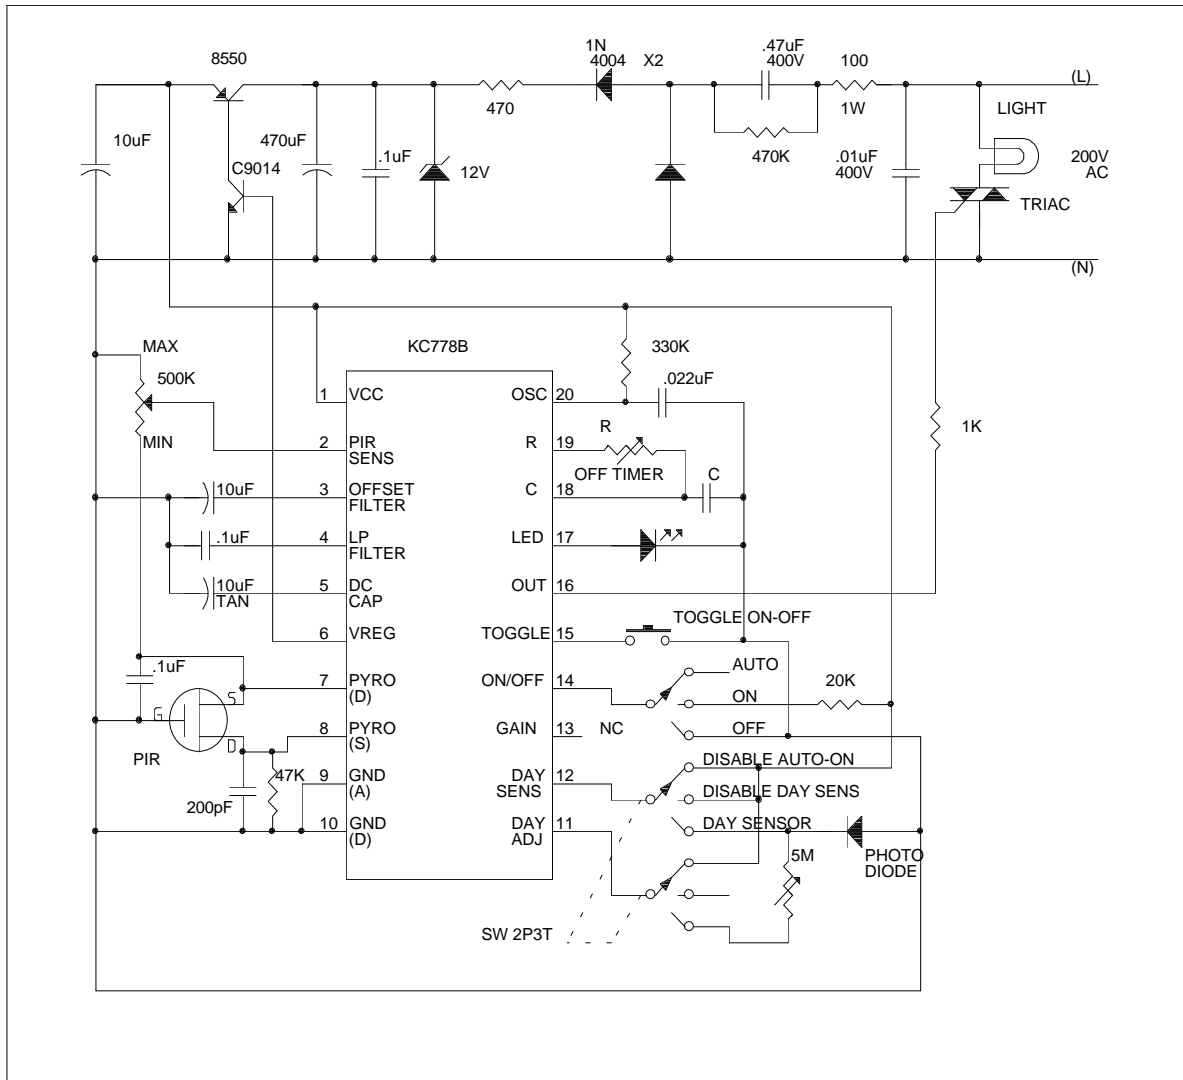 8550
1N
4004
X2
.47uF
400V
100
1W
(L)
LIGHT
200V
AC
TRIAC
10uF
470uF
.1uF
12V
470
470K
.01uF
400V
C9014
(N)
KC778B
MAX
500K
MIN
330K
.022uF
1K
1 VCC
OSC 20
2 PIR
SENS
R 19
R
OFF TIMER
10uF
3 OFFSET
FILTER
C 18
C
.1uF
4 LP
FILTER
LED 17
10uF
TAN
5 DC
CAP
OUT 16
6 VREG
TOGGLE 15
TOGGLE ON-OFF
.1uF
7 PYRO
(D)
ON/OFF 14
AUTO
ON
20K
OFF
G
S
D
PIR
8 PYRO
(S)
GAIN 13
NC
200pF
47K
9 GND
(A)
DAY
SENS
12
DISABLE AUTO-ON
DISABLE DAY SENS
DAY SENSOR
10 GND
(D)
DAY
ADJ
11
5M
PHOTO
DIODE
SW 2P3T